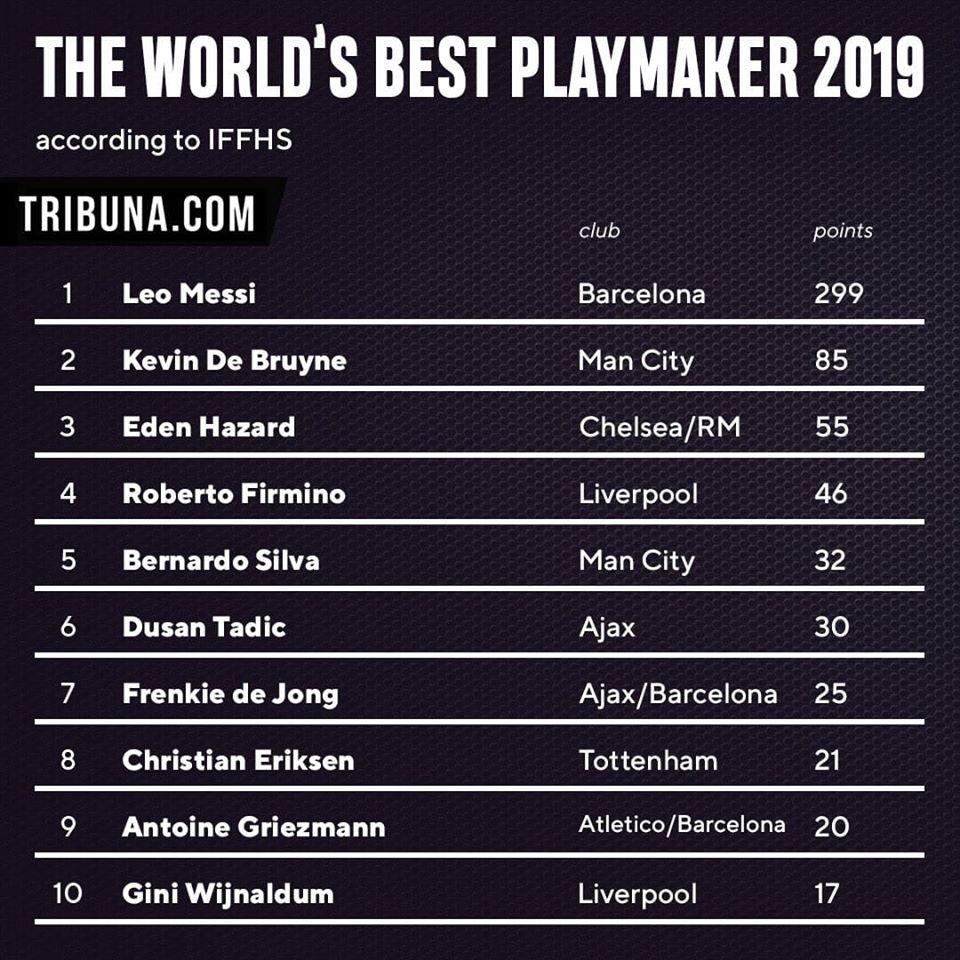 THE WORLD'S BEST PLAYMAKER 2019
according to IFFHS
TRIBUNA.COM
club points
1 Leo Messi Barcelona 299
2 Kevin De Bruyne Man City 85
3 Eden Hazard Chelsea/RM 55
4 Roberto Firmino Liverpool 46
5 Bernardo Silva Man City 32
6 Dusan Tadic Ajax 30
7 Frenkie de Jong Ajax/Barcelona 25
8 Christian Eriksen Tottenham 21
9 Antoine Griezmann Atletico/Barcelona 20
10 Gini Wijnaldum Liverpool 17